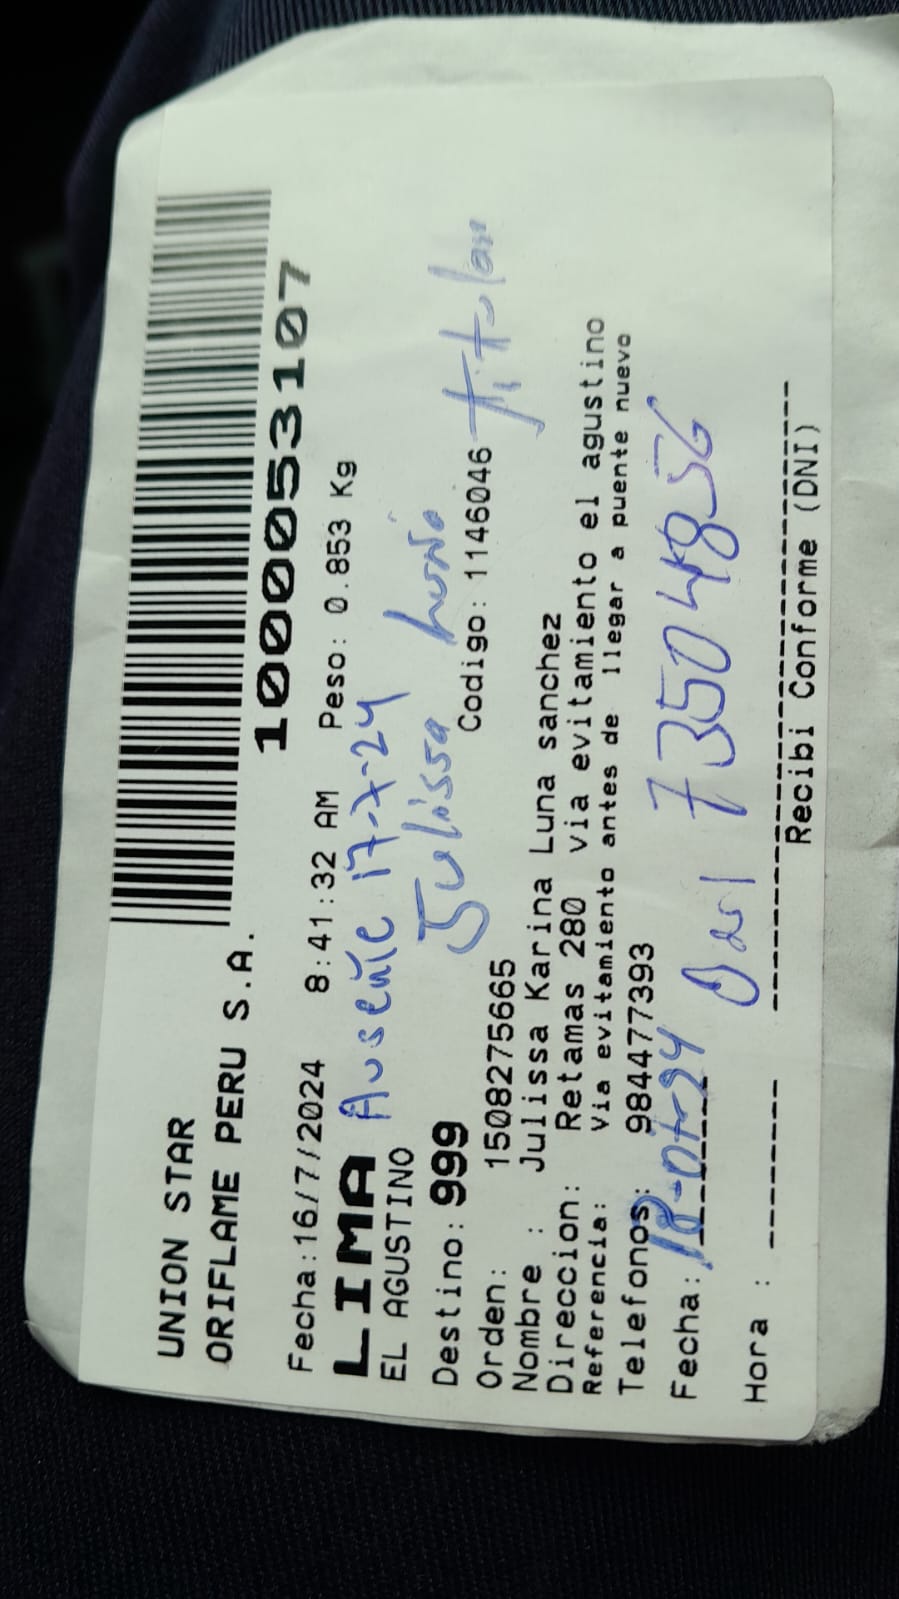 UNION STAR
ORIFLAME PERU S.A.
1000053107
Fecha:16/7/2024 8:41:32 AM Peso: 0.853 Kg
LIMA Ausente 17-7-24
EL AGUSTINO Julissa
Destino: 999 Codigo: 1146046 Titular
Orden: 1508275665
Nombre : Julissa Karina Luna sanchez
Direccion: Retamas 280 via evitamiento el agustino
Referencia: Via evitamiento antes de llegar a puente nuevo
Telefonos: 984477393
Fecha: 18-07-24 73504856
Hora :
Recibi Conforme (DNI)